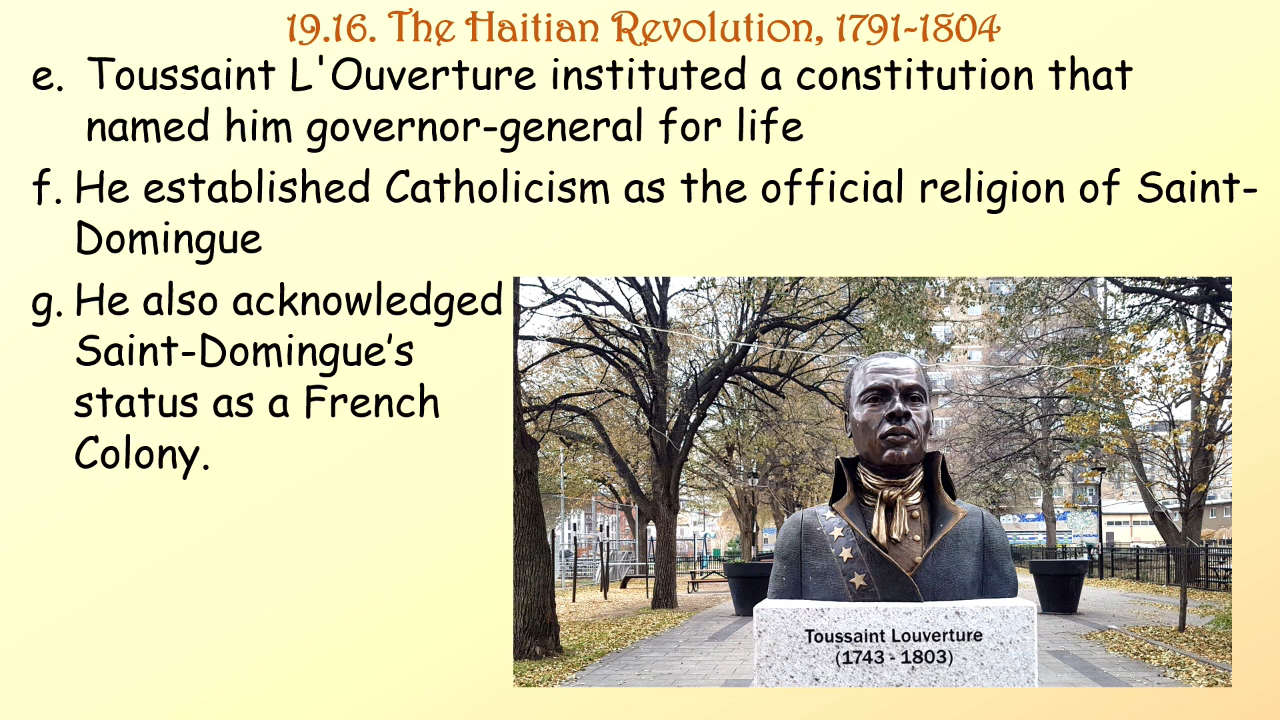 19.16. The Haitian Revolution, 1791-1804
e. Toussaint L'Ouverture instituted a constitution that
named him governor-general for life
f. He established Catholicism as the official religion of Saint-
Domingue
g. He also acknowledged
Saint-Domingue’s
status as a French
Colony.
Toussaint Louverture
(1743 - 1803)